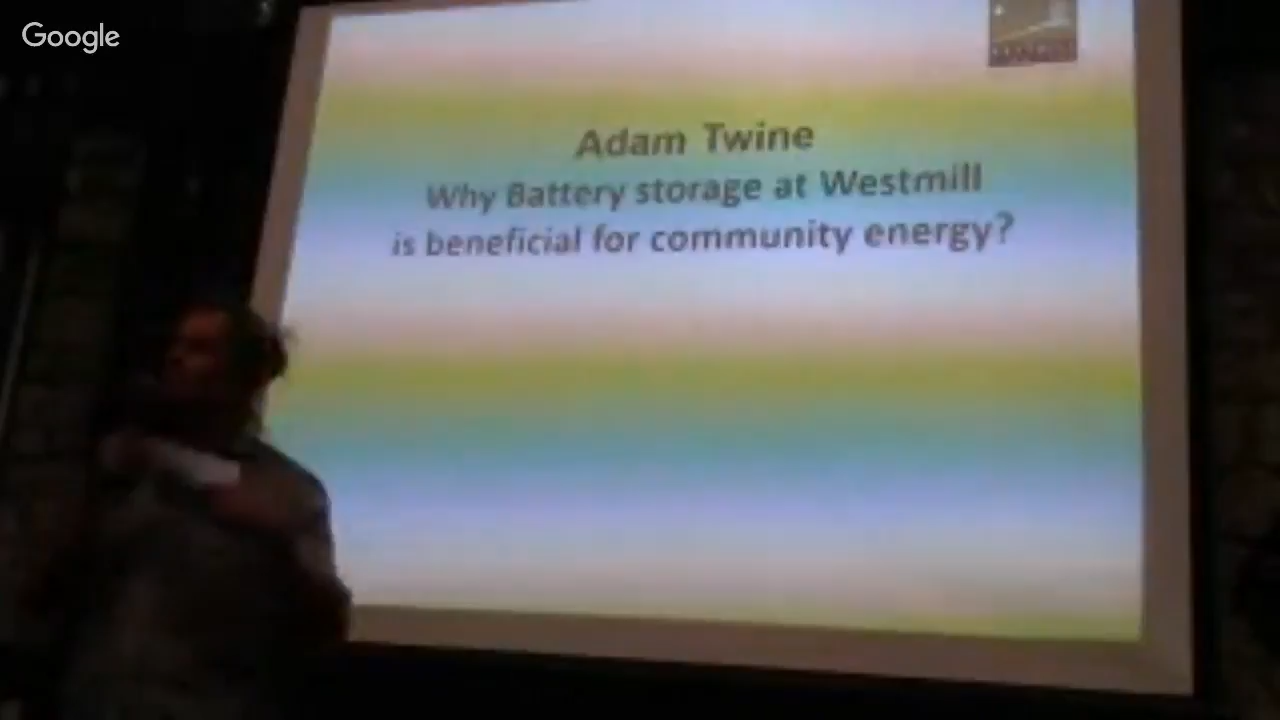 Google
Adam Twine
Why Battery storage at Westmill
is beneficial for community energy?